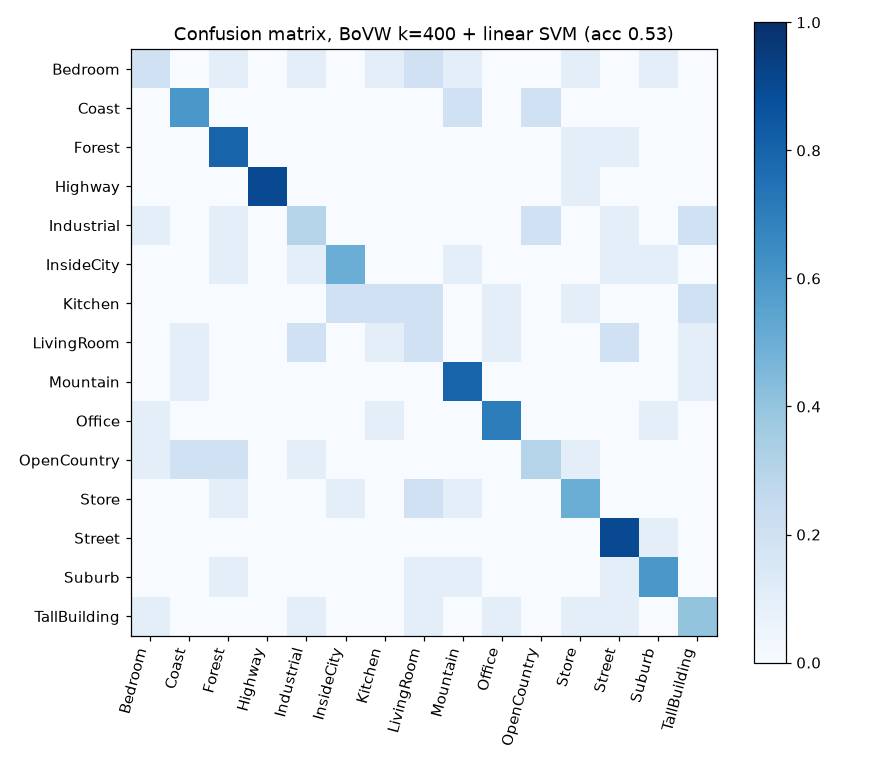 Confusion matrix, BoVW k=400 + linear SVM (acc 0.53)
Bedroom
Coast
Forest
Highway
Industrial
InsideCity
Kitchen
LivingRoom
Mountain
Office
OpenCountry
Store
Street
Suburb
TallBuilding
Bedroom
Coast
Forest
Highway
Industrial
InsideCity
Kitchen
LivingRoom
Mountain
Office
OpenCountry
Store
Street
Suburb
TallBuilding
1.0
0.8
0.6
0.4
0.2
0.0